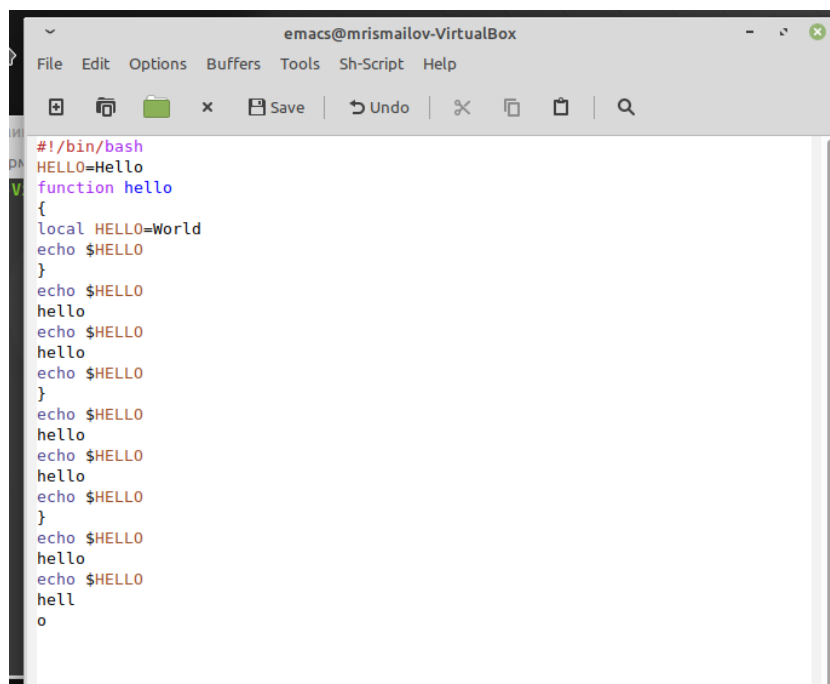 emacs@mrismailov-VirtualBox
File Edit Options Buffers Tools Sh-Script Help
Save Undo
#!/bin/bash
HELLO=Hello
function hello
{
local HELLO=World
echo $HELLO
}
echo $HELLO
hello
echo $HELLO
hello
echo $HELLO
}
echo $HELLO
hello
echo $HELLO
hello
echo $HELLO
}
echo $HELLO
hello
echo $HELLO
hell
o